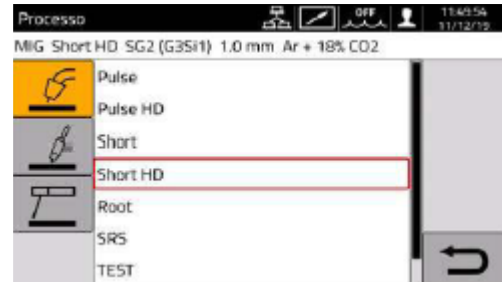 Processo
OFF
11:49:54
11/12/19
MIG Short HD SG2 (G3Si1) 1.0 mm Ar + 18% CO2
Pulse
Pulse HD
Short
Short HD
Root
SRS
TEST